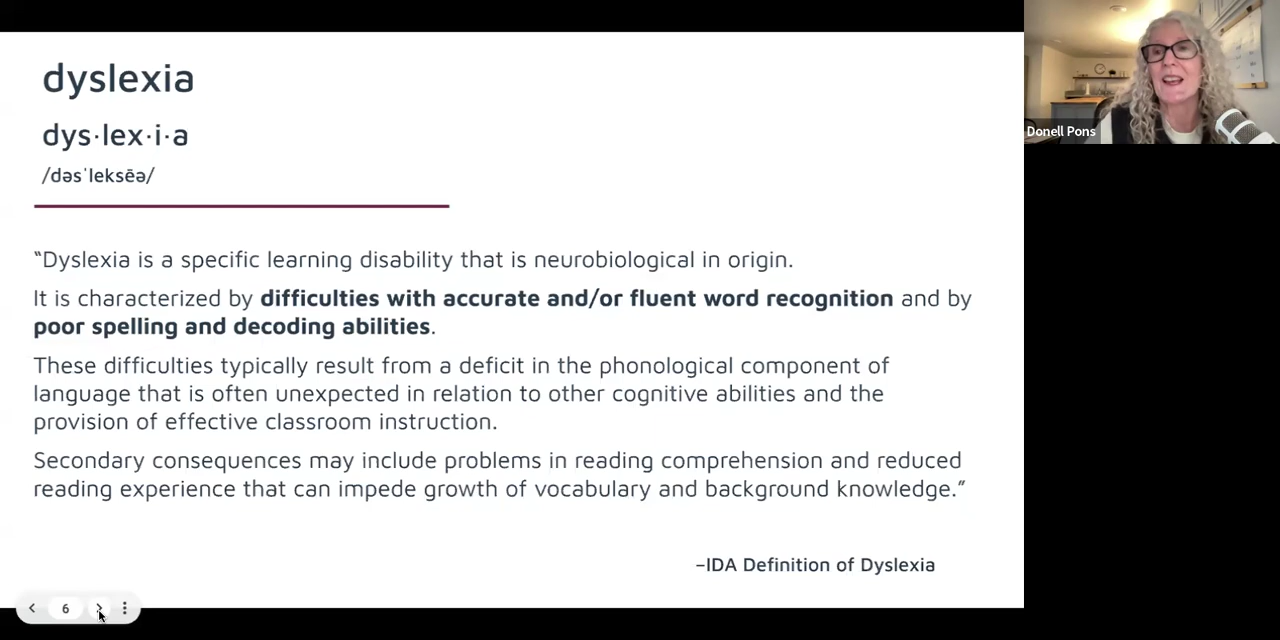 dyslexia
dys·lex·i·a
/dəsˈleksēə/
“Dyslexia is a specific learning disability that is neurobiological in origin.
It is characterized by difficulties with accurate and/or fluent word recognition and by
poor spelling and decoding abilities.
These difficulties typically result from a deficit in the phonological component of
language that is often unexpected in relation to other cognitive abilities and the
provision of effective classroom instruction.
Secondary consequences may include problems in reading comprehension and reduced
reading experience that can impede growth of vocabulary and background knowledge.”
–IDA Definition of Dyslexia
6
Donell Pons